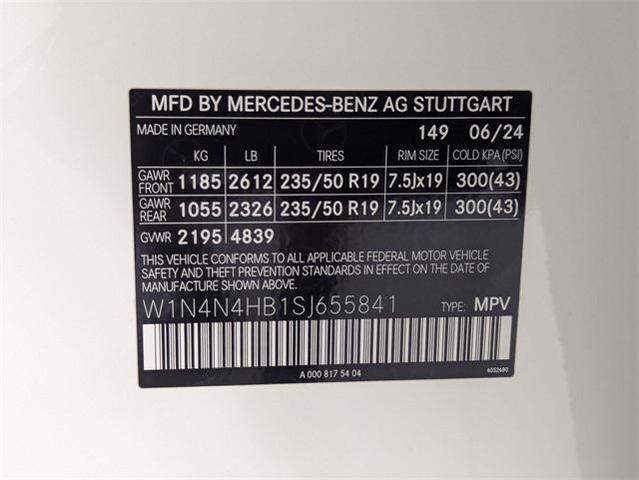 MFD BY MERCEDES-BENZ AG STUTTGART
MADE IN GERMANY 149 06/24
KG LB TIRES RIM SIZE COLD KPA (PSI)
GAWR FRONT 1185 2612 235/50 R19 7.5Jx19 300(43)
GAWR REAR 1055 2326 235/50 R19 7.5Jx19 300(43)
GVWR 2195 4839
THIS VEHICLE CONFORMS TO ALL APPLICABLE FEDERAL MOTOR VEHICLE
SAFETY AND THEFT PREVENTION STANDARDS IN EFFECT ON THE DATE OF
MANUFACTURE SHOWN ABOVE.
W1N4N4HB1SJ655841 TYPE: MPV
A 000 817 54 04 4052680